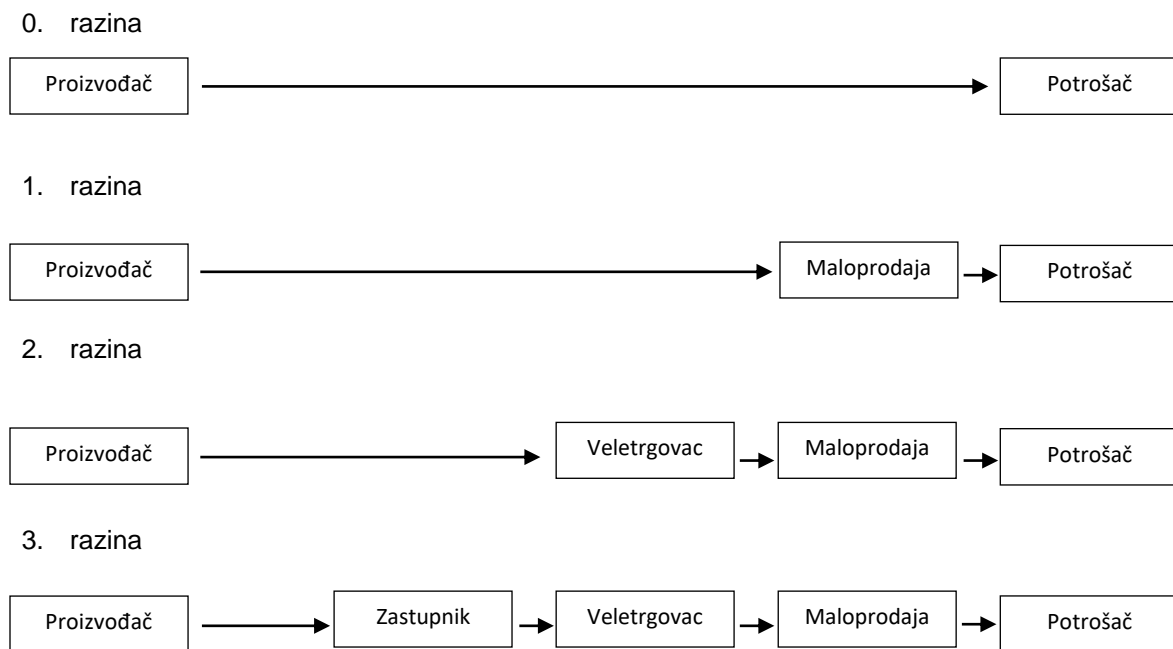 0. razina
Proizvođač Potrošač
1. razina
Proizvođač Maloprodaja Potrošač
2. razina
Proizvođač Veletrgovac Maloprodaja Potrošač
3. razina
Proizvođač Zastupnik Veletrgovac Maloprodaja Potrošač